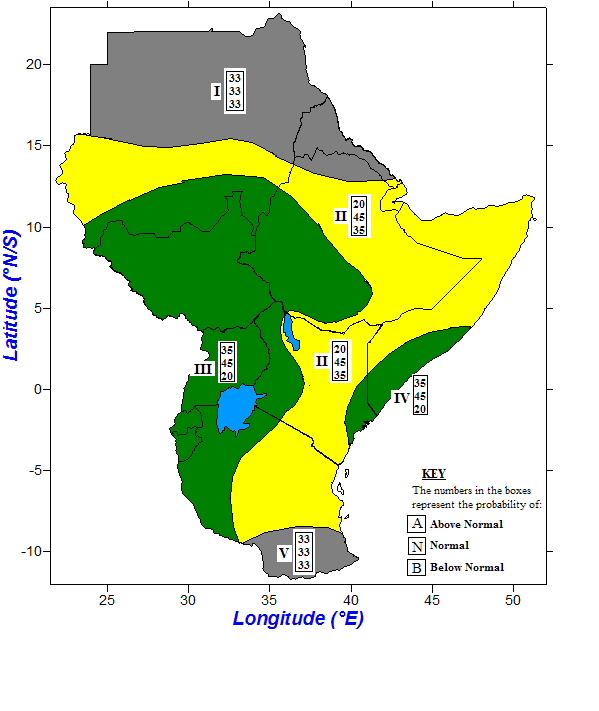 20
15
10
5
0
-5
-10
25
30
35
40
45
50
Latitude (°N/S)
Longitude (°E)
I
33
33
33
II
20
45
35
III
35
45
20
II
20
45
35
IV
35
45
20
V
33
33
33
KEY
The numbers in the boxes
represent the probability of:
A Above Normal
N Normal
B Below Normal